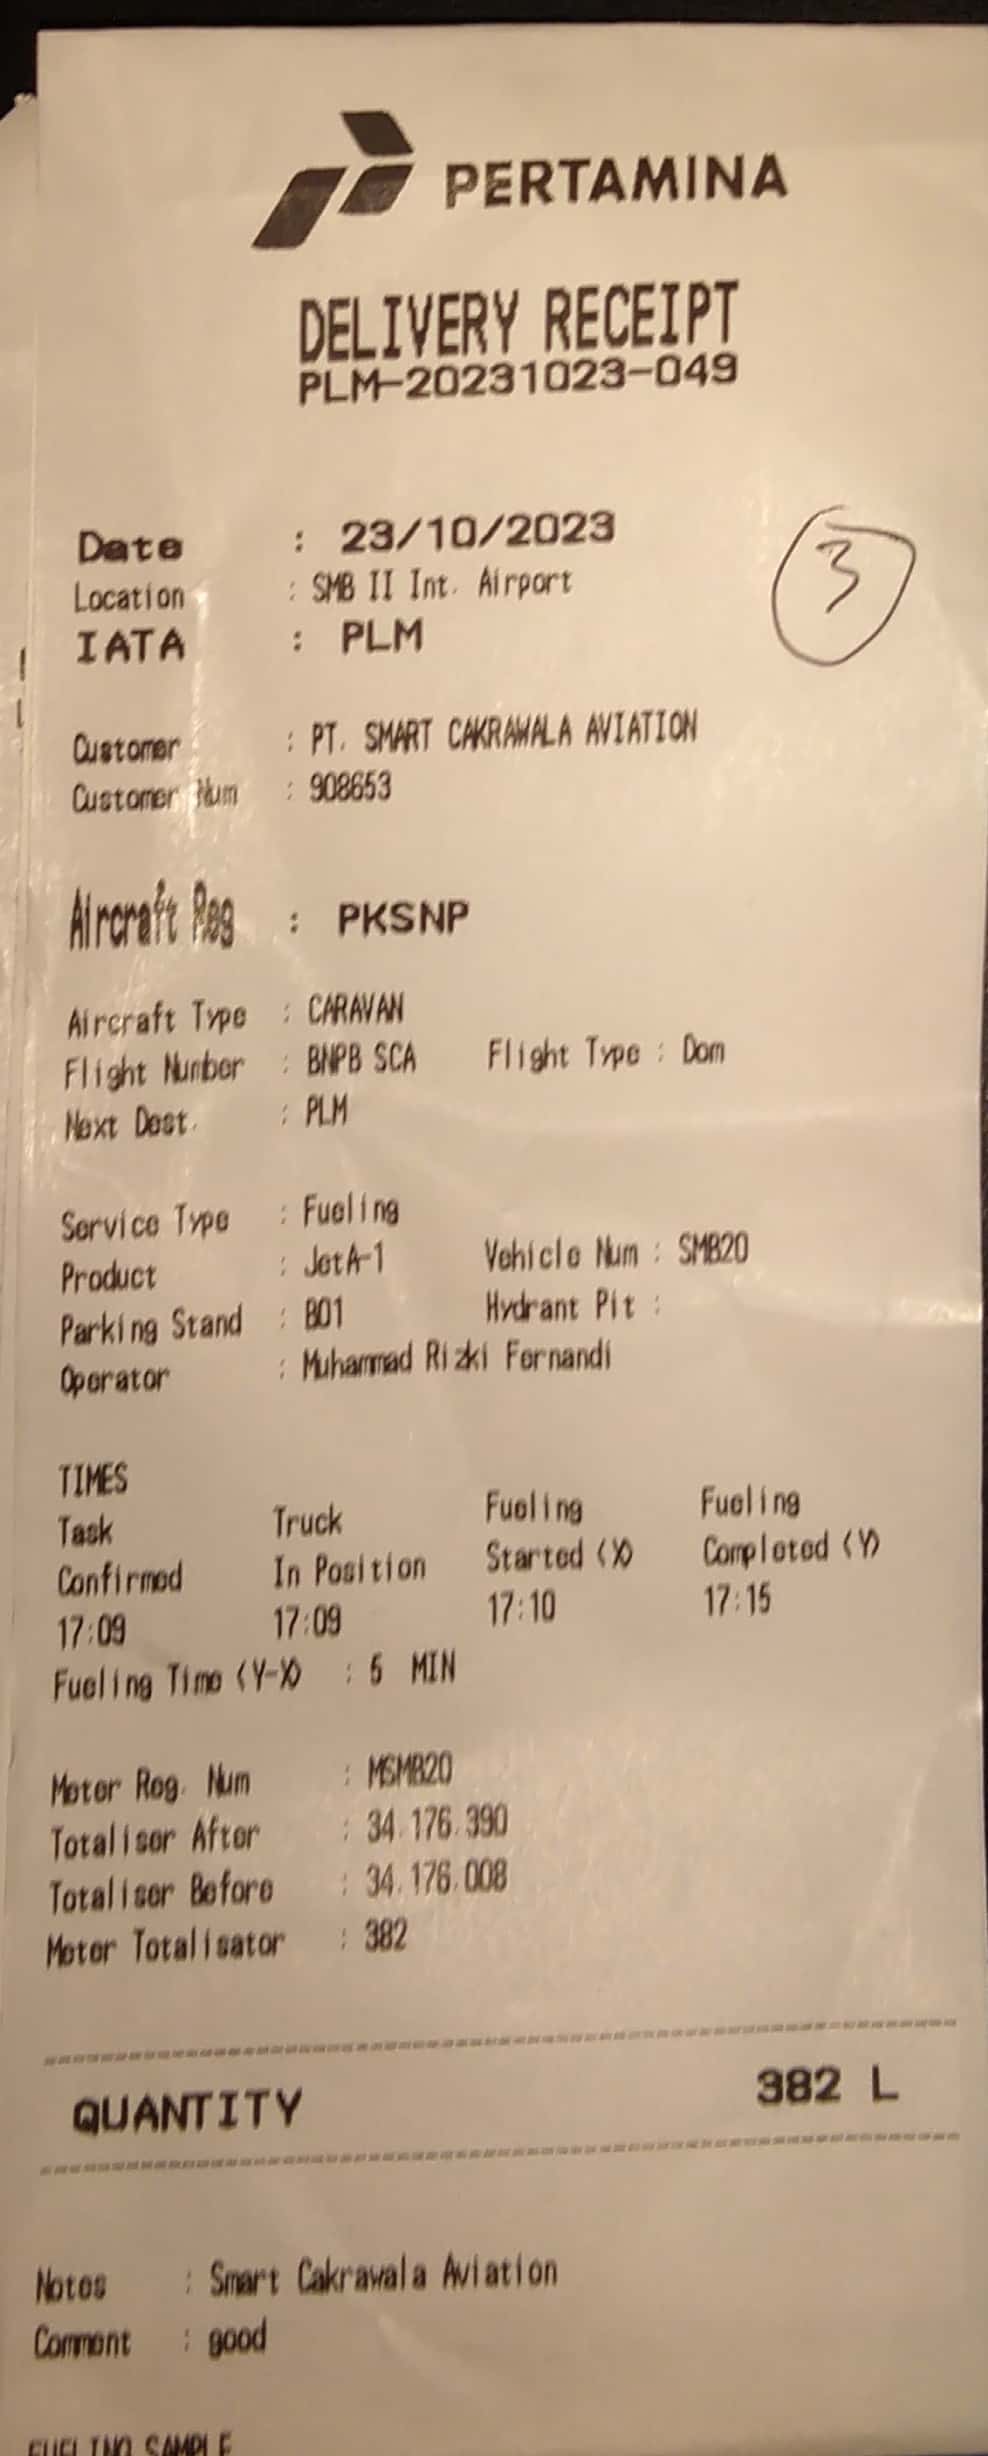 PERTAMINA
DELIVERY RECEIPT
PLM-20231023-049
Date : 23/10/2023
3
Location : SMB II Int. Airport
IATA : PLM
Customer : PT. SMART CAKRAWALA AVIATION
Customer Num : 908653
Aircraft Reg : PKSNP
Aircraft Type : CARAVAN
Flight Number : BNPB SCA Flight Type : Dom
Next Dest. : PLM
Service Type : Fueling
Product : JetA-1 Vehicle Num : SMB20
Parking Stand : B01 Hydrant Pit :
Operator : Muhammad Rizki Fernandi
TIMES
Task Truck Fueling Fueling
Confirmed In Position Started (X) Completed (Y)
17:09 17:09 17:10 17:15
Fueling Time (Y-X) : 5 MIN
Meter Reg. Num : MSMB20
Totaliser After : 34.176.390
Totaliser Before : 34.176.008
Meter Totalisator : 382
QUANTITY 382 L
Notes : Smart Cakrawala Aviation
Comment : good
FUELING SAMPLE